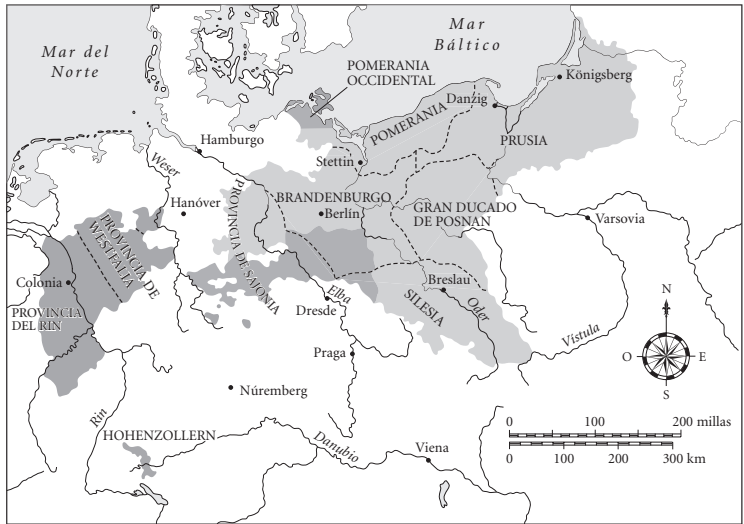 Mar del
Norte
Mar
Báltico
POMERANIA
OCCIDENTAL
Königsberg
Danzig
POMERANIA
PRUSIA
Hamburgo
Stettin
Weser
Hanóver
PROVINCIA DE SAJONIA
BRANDENBURGO
Berlín
GRAN DUCADO
DE POSNAN
Varsovia
PROVINCIA DE
WESTFALIA
Colonia
PROVINCIA
DEL RIN
Elba
Dresde
Breslau
SILESIA
Oder
Vístula
Praga
Núremberg
Rin
HOHENZOLLERN
Danubio
Viena
N
O
E
S
0 100 200 millas
0 100 200 300 km